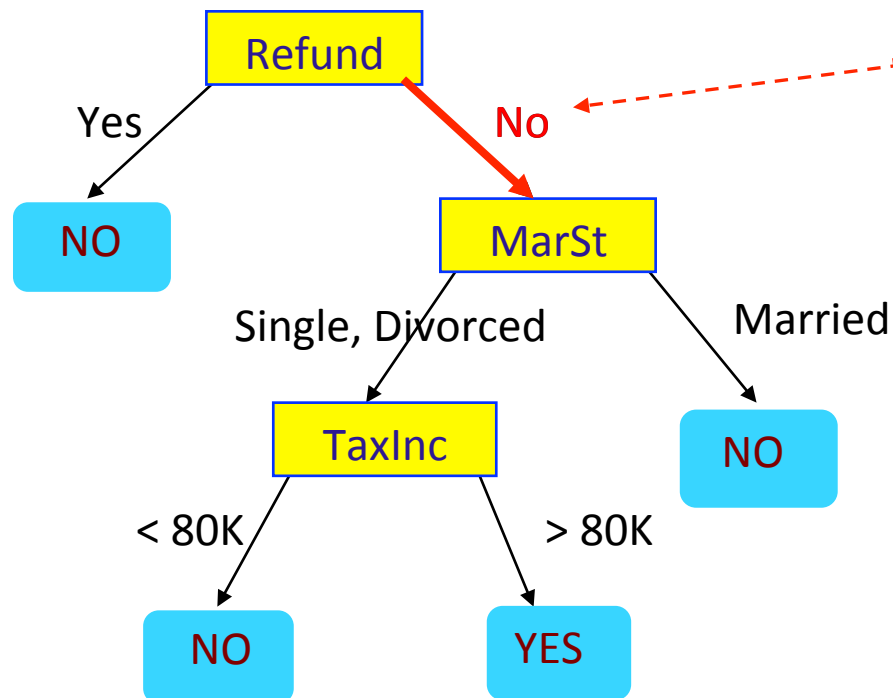 Refund
Yes
No
NO
MarSt
Single, Divorced
Married
TaxInc
NO
< 80K
> 80K
NO
YES